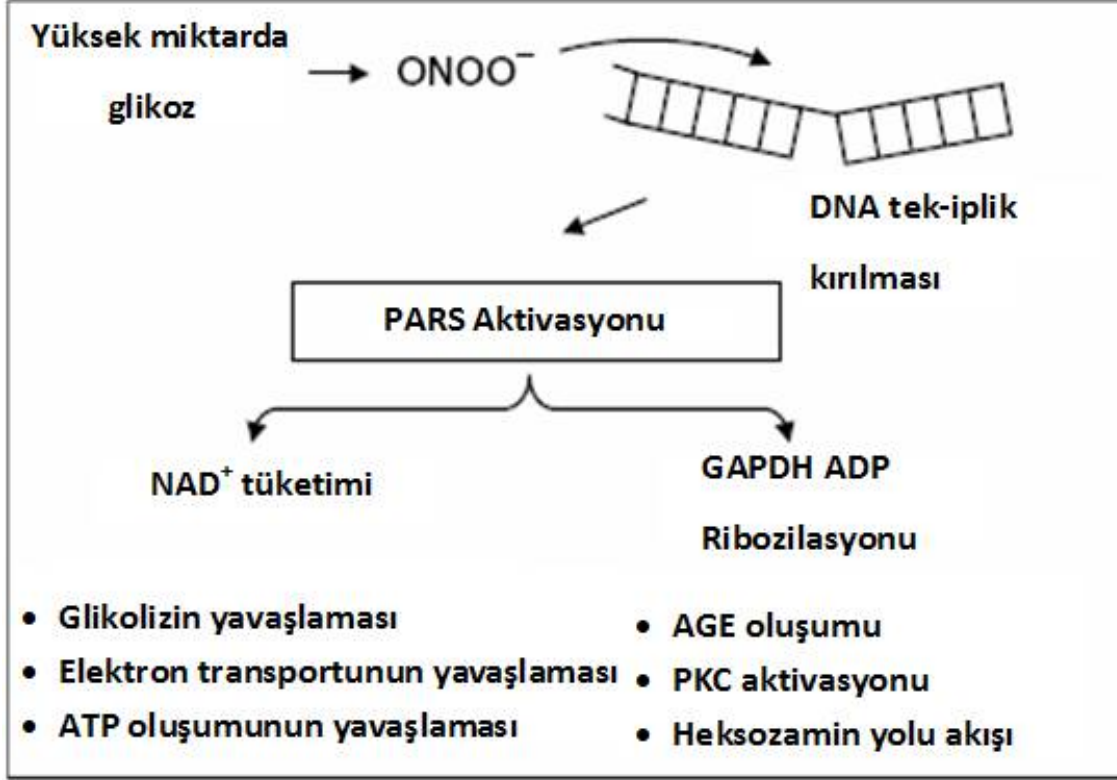 Yüksek miktarda
glikoz
ONOO⁻
DNA tek-iplik
kırılması
PARS Aktivasyonu
NAD⁺ tüketimi
GAPDH ADP
Ribozilasyonu
• Glikolizin yavaşlaması
• Elektron transportunun yavaşlaması
• ATP oluşumunun yavaşlaması
• AGE oluşumu
• PKC aktivasyonu
• Heksozamin yolu akışı